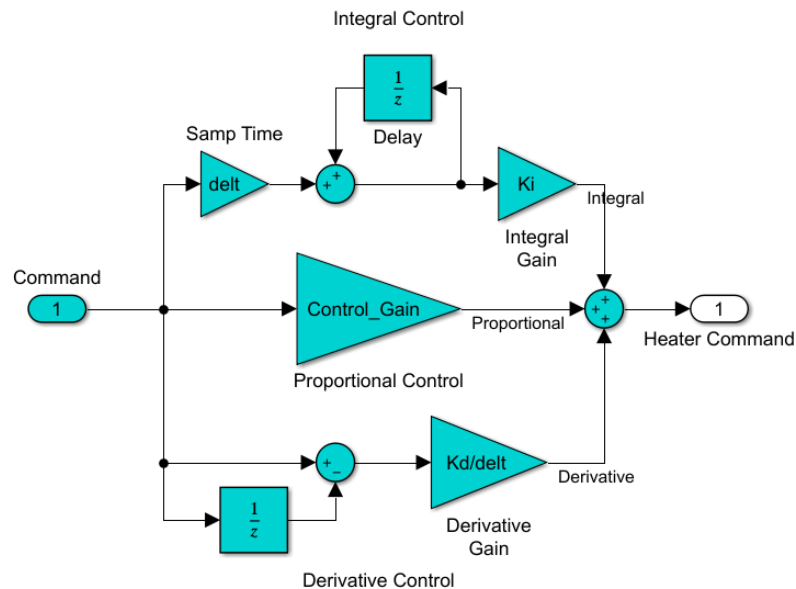 Integral Control
1
z
Delay
Samp Time
delt
+
+
Ki
Integral
Integral
Gain
Command
1
Control_Gain
Proportional
Proportional Control
+
+
+
1
Heater Command
+
–
Kd/delt
Derivative
1
z
Derivative
Gain
Derivative Control